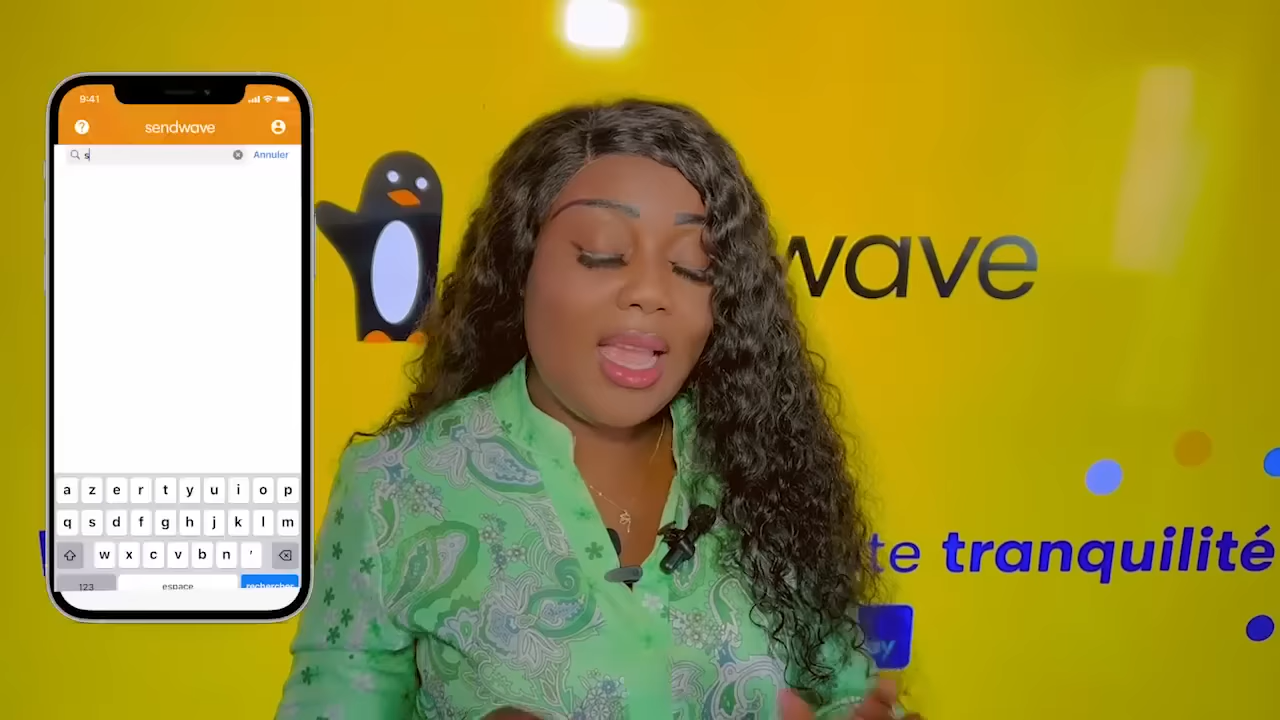 9:41
sendwave
s
Annuler
a z e r t y u i o p
q s d f g h j k l m
w x c v b n '
123 espace rechercher
wave
te tranquilité